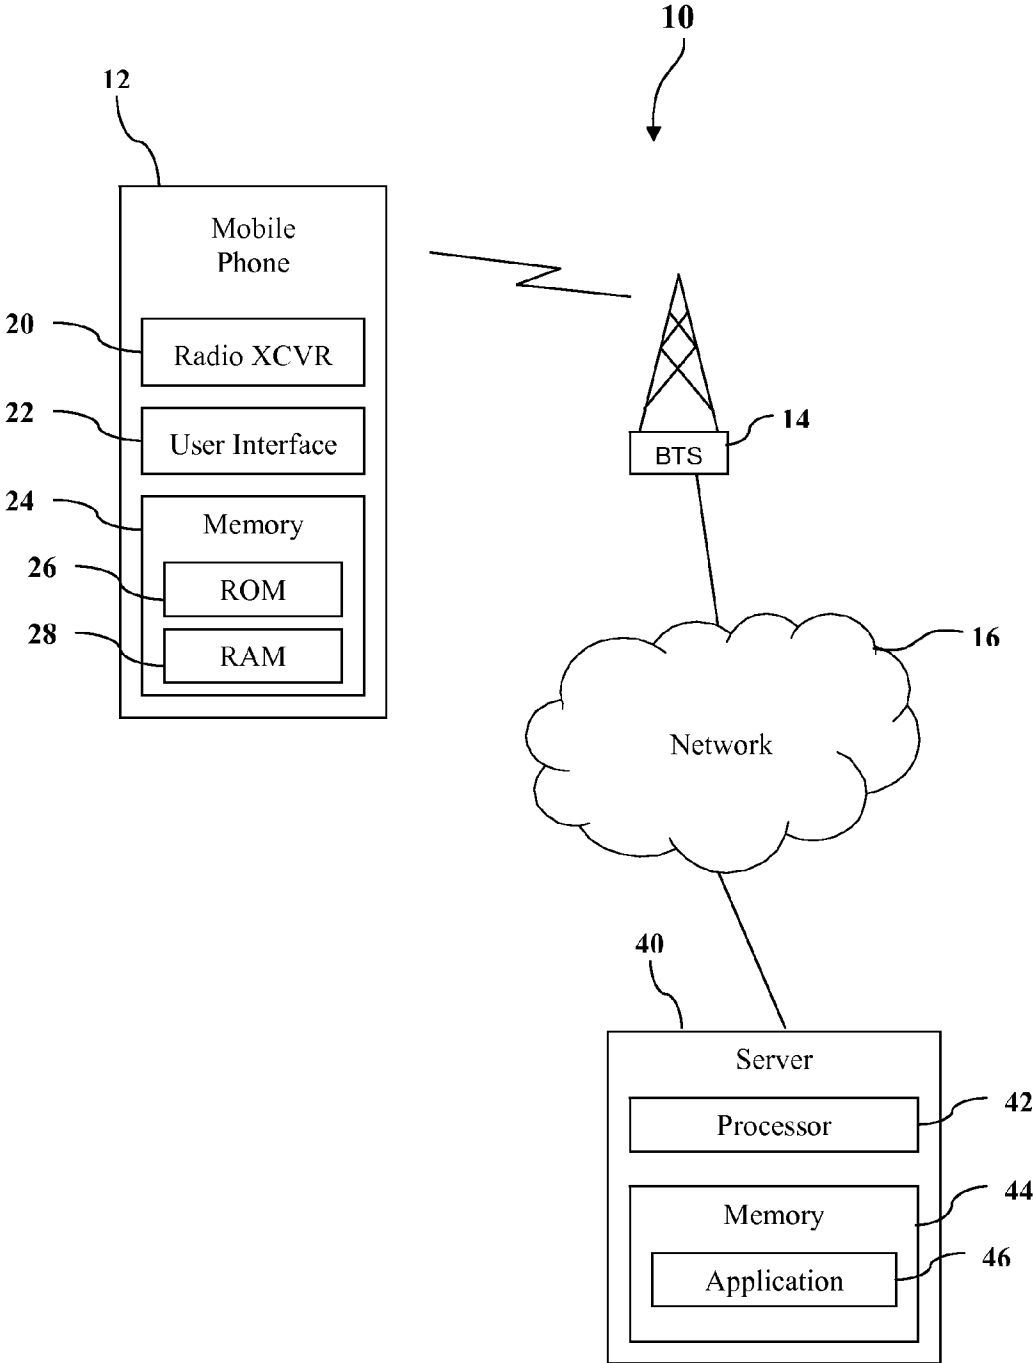 10
12
Mobile
Phone
20
Radio XCVR
22
User Interface
24
Memory
26
ROM
28
RAM
14
BTS
16
Network
40
Server
42
Processor
44
Memory
46
Application